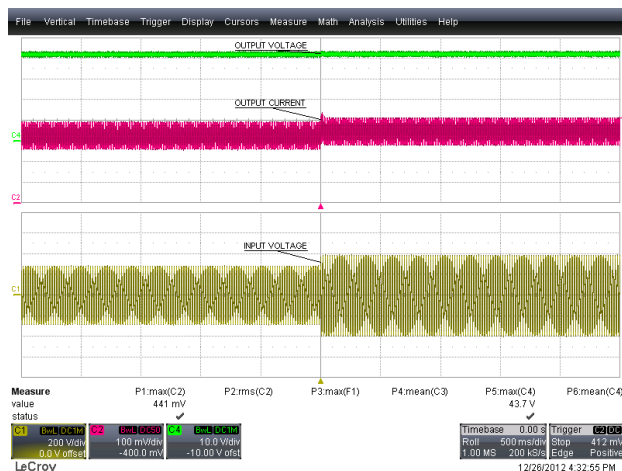 File Vertical Timebase Trigger Display Cursors Measure Math Analysis Utilities Help
OUTPUT VOLTAGE
OUTPUT CURRENT
C4
C2
INPUT VOLTAGE
C1
Measure P1:max(C2) P2:rms(C2) P3:max(F1) P4:mean(C3) P5:max(C4) P6:mean(C4)
value 441 mV 43.7 V
status
C1 BwL DC1M C2 BwL DC50 C4 BwL DC1M Timebase 0.00 s Trigger C2 DC
200 V/div 100 mV/div 10.0 V/div Roll 500 ms/div Stop 412 mV
0.0 V offset -400.0 mV -10.00 V ofst 1.00 MS 200 kS/s Edge Positive
LeCroy 12/26/2012 4:32:55 PM